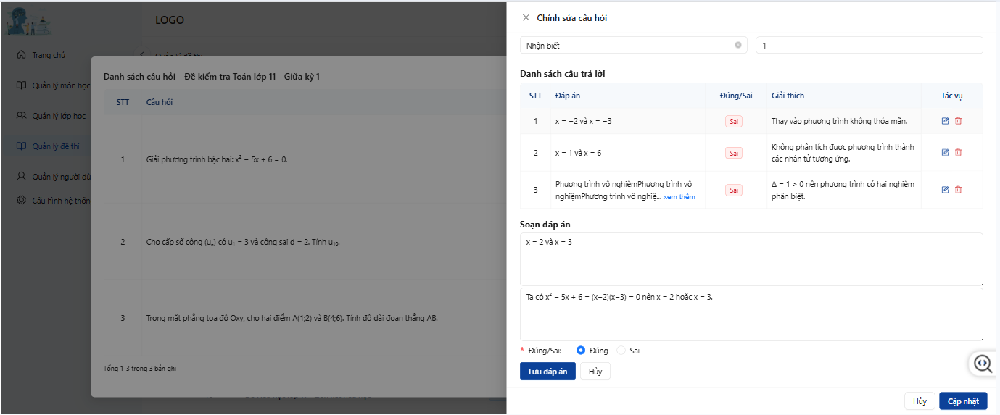 LOGO
Trang chủ
Quản lý môn học
Quản lý lớp học
Quản lý đề thi
Quản lý người dù
Cấu hình hệ thốn
Quản lý đề thi
Danh sách câu hỏi – Đề kiểm tra Toán lớp 11 - Giữa kỳ 1
STT Câu hỏi
1 Giải phương trình bậc hai: x² − 5x + 6 = 0.
2 Cho cấp số cộng (uₙ) có u₁ = 3 và công sai d = 2. Tính u₁₀.
3 Trong mặt phẳng tọa độ Oxy, cho hai điểm A(1;2) và B(4;6). Tính độ dài đoạn thẳng AB.
Tổng 1-3 trong 3 bản ghi
Chỉnh sửa câu hỏi
Nhận biết 1
Danh sách câu trả lời
STT Đáp án Đúng/Sai Giải thích Tác vụ
1 x = −2 và x = −3 Sai Thay vào phương trình không thỏa mãn.
2 x = 1 và x = 6 Sai Không phân tích được phương trình thành
các nhân tử tương ứng.
3 Phương trình vô nghiệmPhương trình vô
nghiệmPhương trình vô nghiệ... xem thêm Sai Δ = 1 > 0 nên phương trình có hai nghiệm
phân biệt.
Soạn đáp án
x = 2 và x = 3
Ta có x² − 5x + 6 = (x−2)(x−3) = 0 nên x = 2 hoặc x = 3.
* Đúng/Sai: Đúng Sai
Lưu đáp án Hủy
Hủy Cập nhật